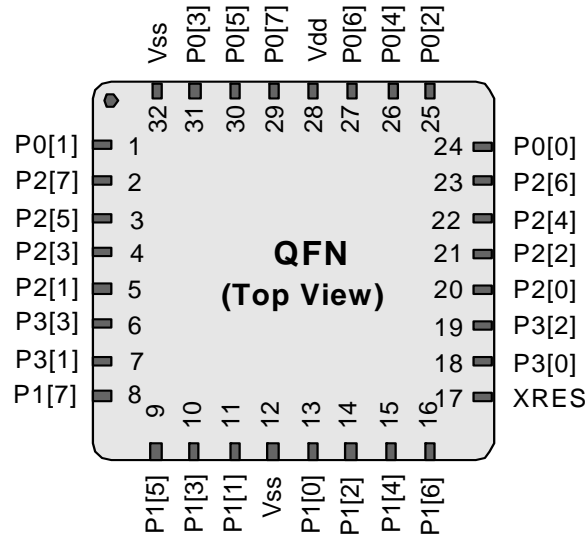 Vss P0[3] P0[5] P0[7] Vdd P0[6] P0[4] P0[2]
32 31 30 29 28 27 26 25
P0[1] 1 24 P0[0]
P2[7] 2 23 P2[6]
P2[5] 3 22 P2[4]
P2[3] 4 QFN 21 P2[2]
P2[1] 5 (Top View) 20 P2[0]
P3[3] 6 19 P3[2]
P3[1] 7 18 P3[0]
P1[7] 8 17 XRES
9 10 11 12 13 14 15 16
P1[5] P1[3] P1[1] Vss P1[0] P1[2] P1[4] P1[6]